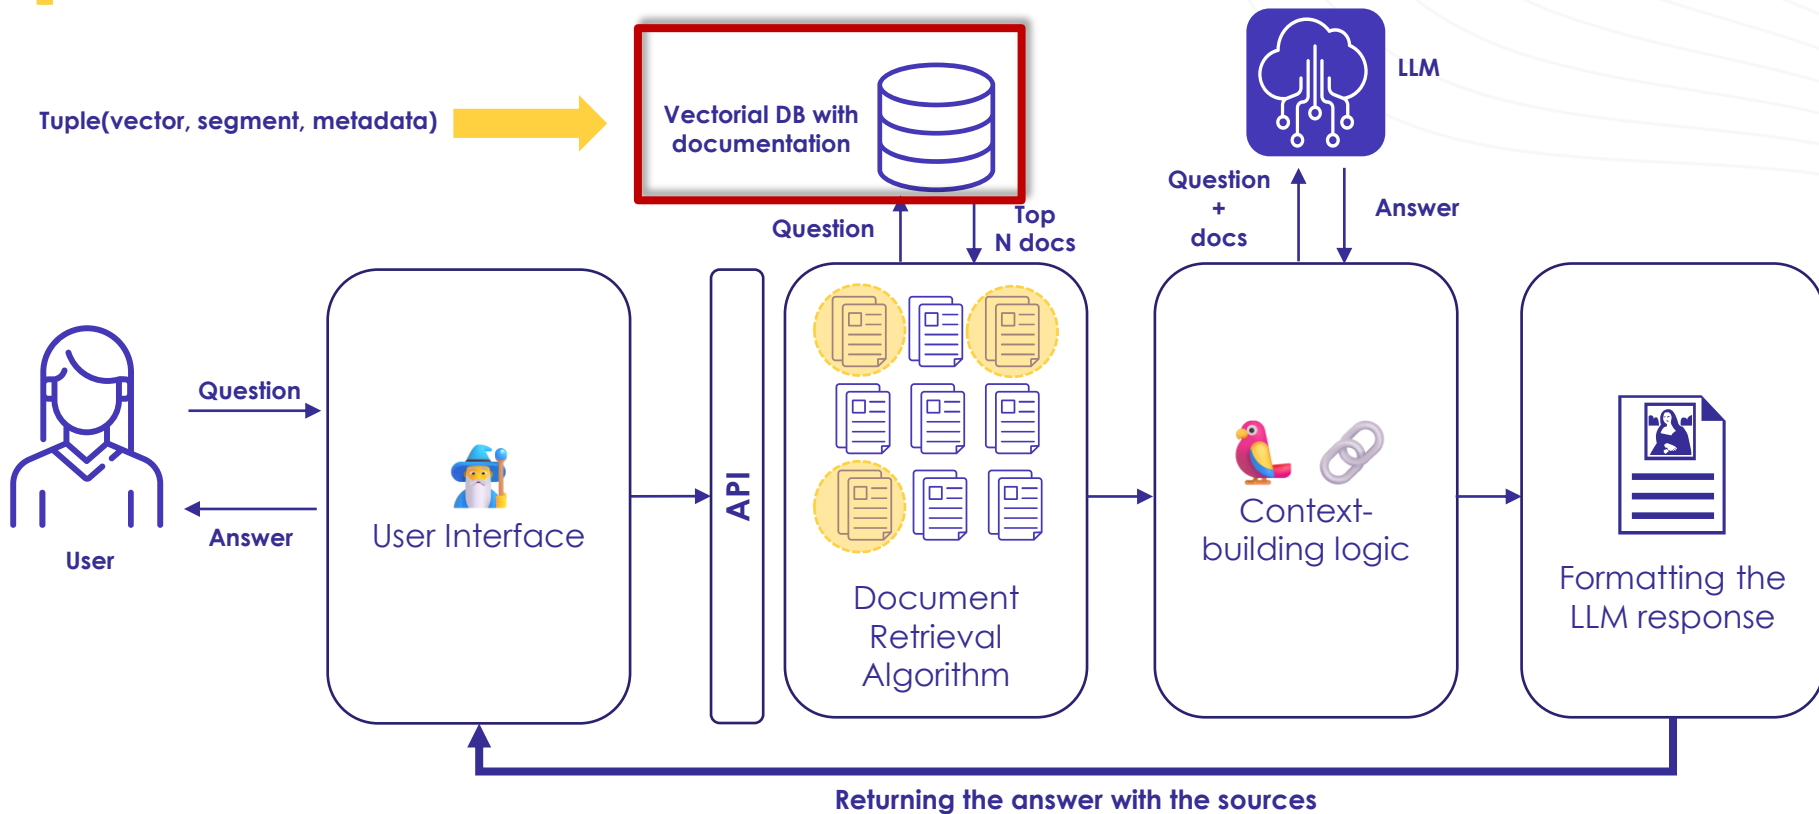 Tuple(vector, segment, metadata)
Vectorial DB with
documentation
LLM
Question
Top
N docs
Question
+
docs
Answer
Question
Answer
User
User Interface
API
Document
Retrieval
Algorithm
Context-
building logic
Formatting the
LLM response
Returning the answer with the sources